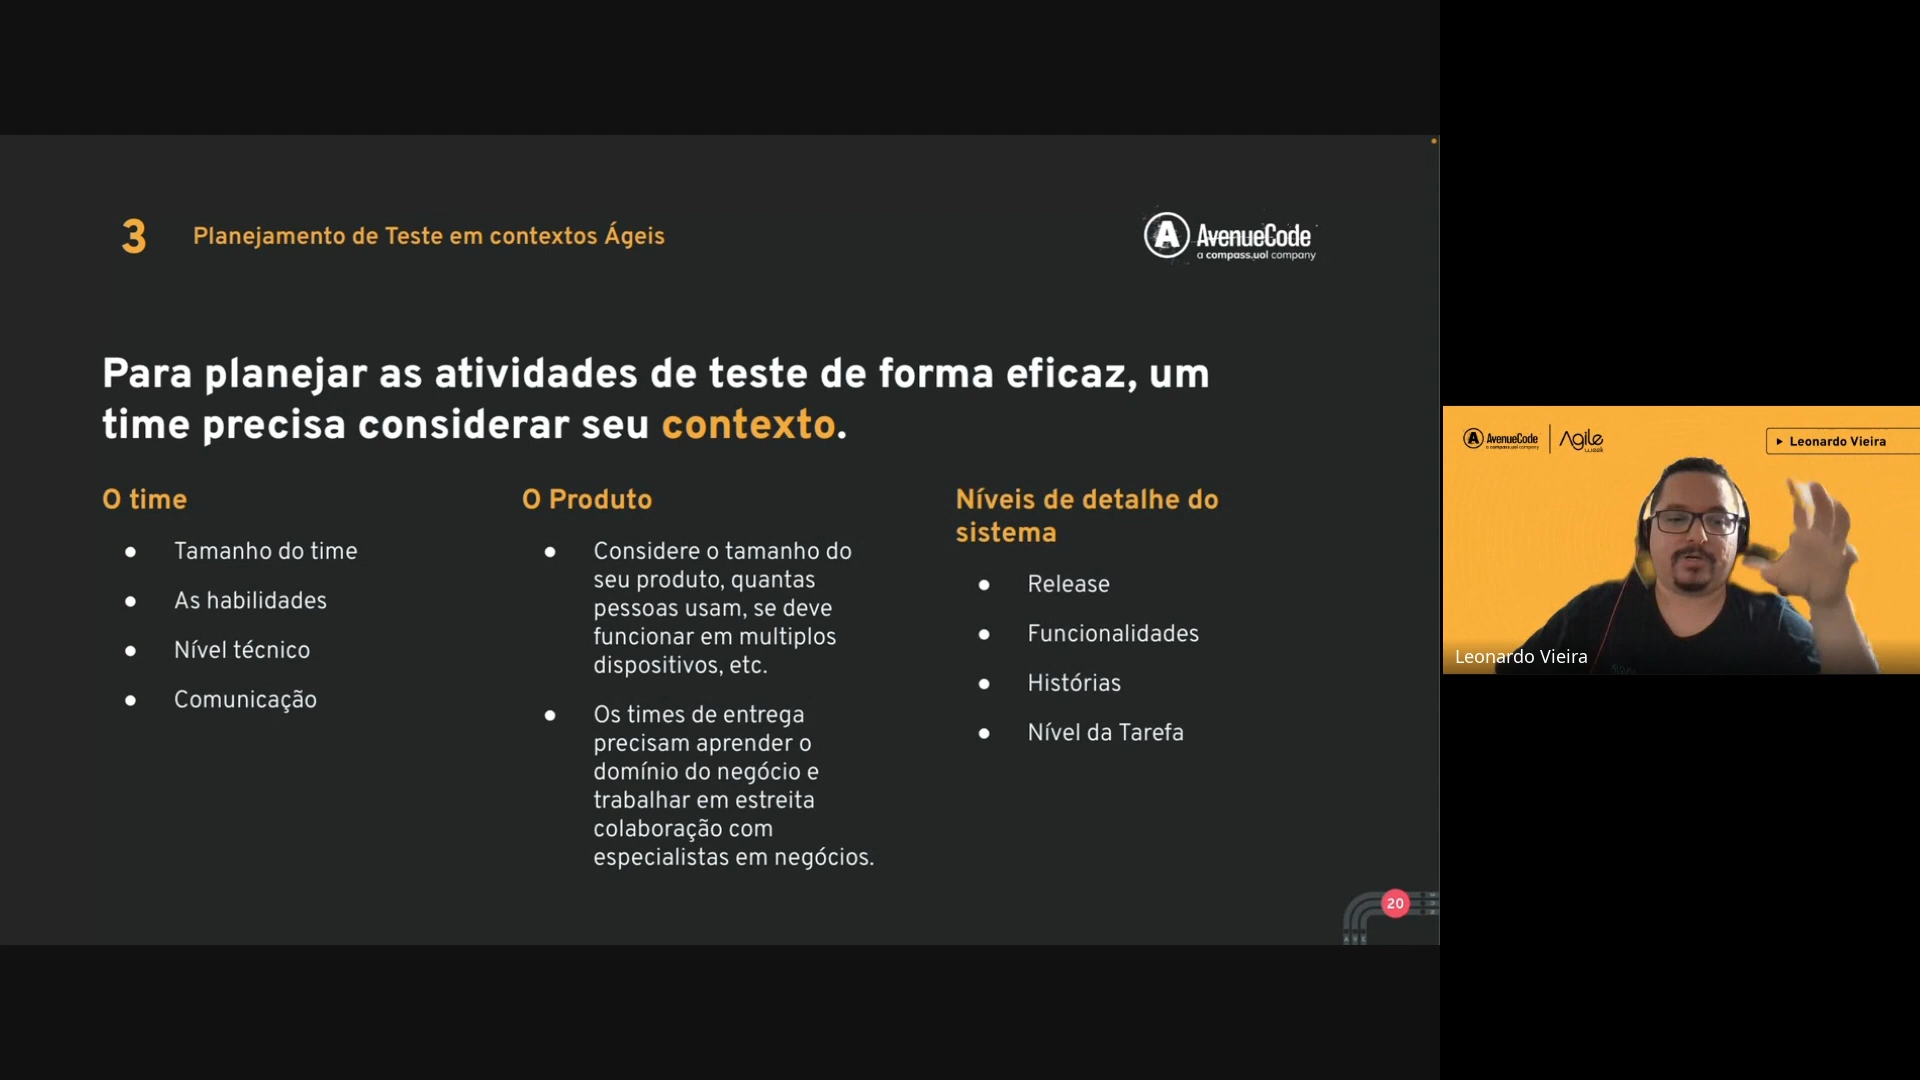 3
Planejamento de Teste em contextos Ágeis
A AvenueCode
a compass.uol company
Para planejar as atividades de teste de forma eficaz, um
time precisa considerar seu contexto.
O time
● Tamanho do time
● As habilidades
● Nível técnico
● Comunicação
O Produto
● Considere o tamanho do
seu produto, quantas
pessoas usam, se deve
funcionar em multiplos
dispositivos, etc.
● Os times de entrega
precisam aprender o
domínio do negócio e
trabalhar em estreita
colaboração com
especialistas em negócios.
Níveis de detalhe do
sistema
● Release
● Funcionalidades
● Histórias
● Nível da Tarefa
20
A AvenueCode
a compass.uol company
Agile
week
Leonardo Vieira
Leonardo Vieira